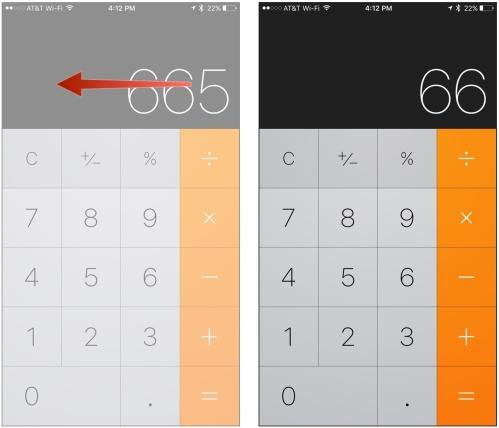 AT&T Wi-Fi 4:12 PM 22%
665
C +/− % ÷
7 8 9 ×
4 5 6 −
1 2 3 +
0 . =
AT&T Wi-Fi 4:12 PM 22%
66
C +/− % ÷
7 8 9 ×
4 5 6 −
1 2 3 +
0 . =